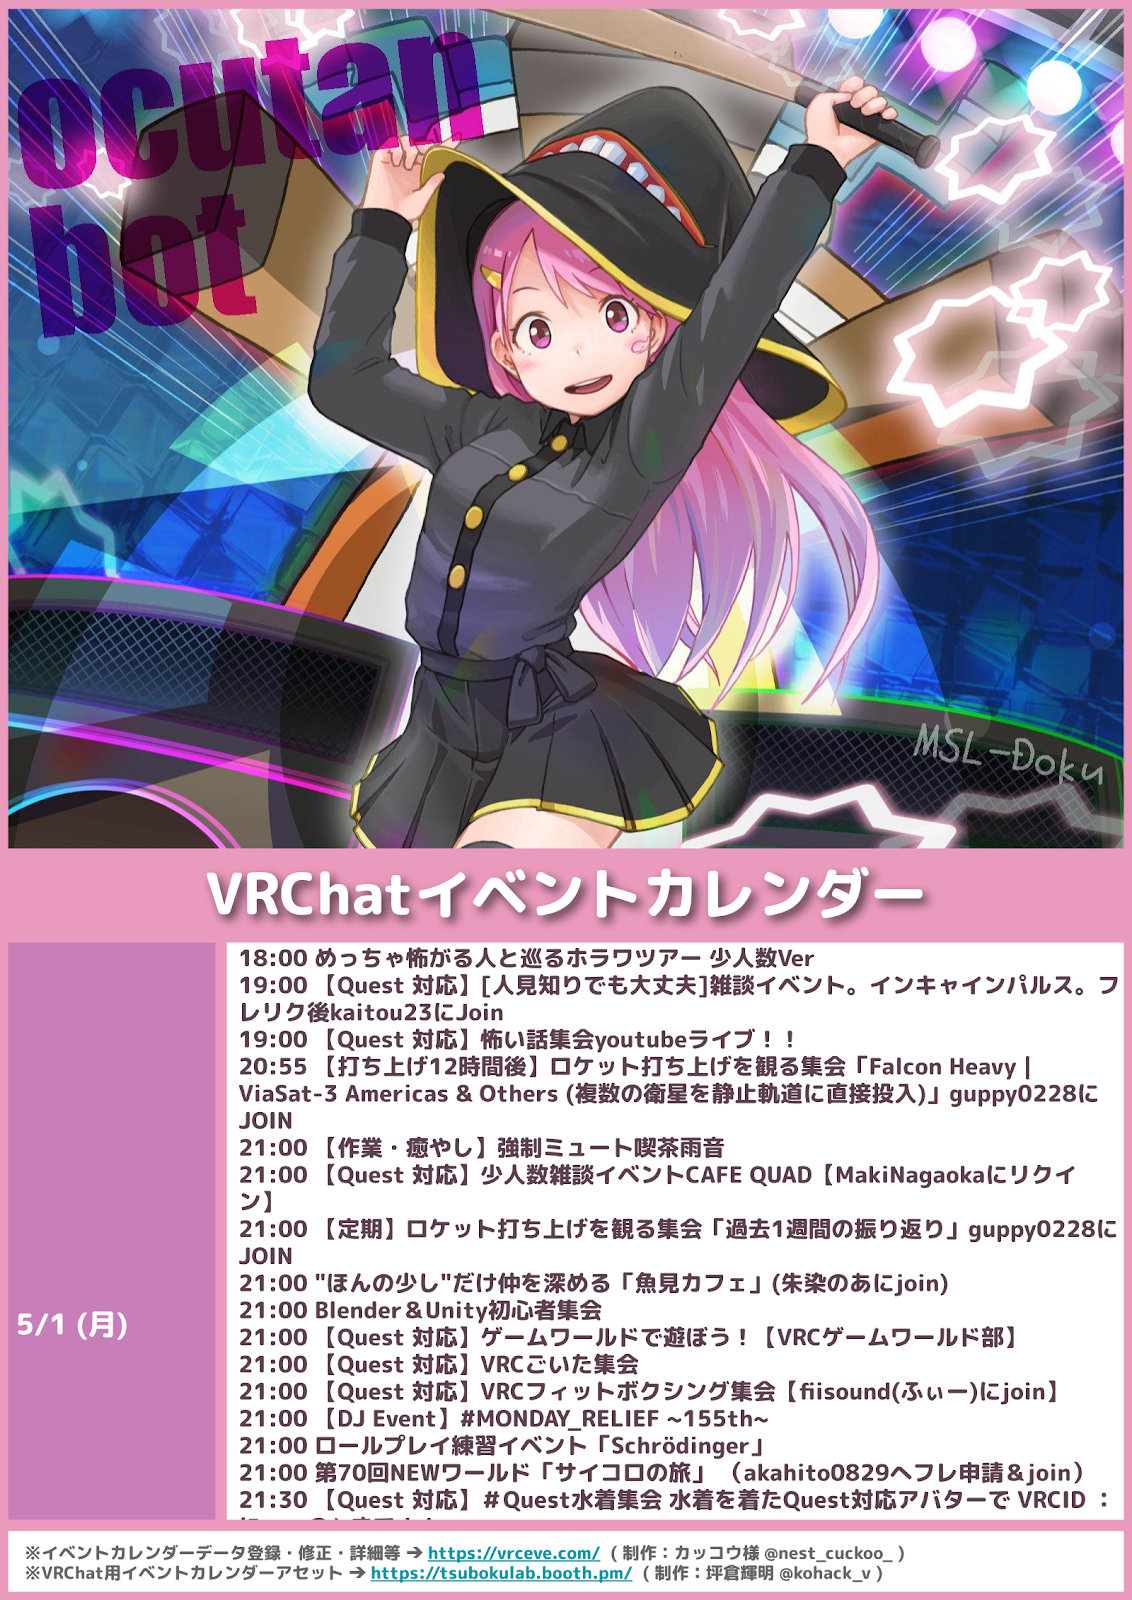 ocutan
bot
MSL-Doku
VRChatイベントカレンダー
5/1 (月)
18:00 めっちゃ怖がる人と巡るホラワツアー 少人数Ver
19:00 【Quest 対応】[人見知りでも大丈夫]雑談イベント。インキャインパルス。フ
レリク後kaitou23にJoin
19:00 【Quest 対応】怖い話集会youtubeライブ！！
20:55 【打ち上げ12時間後】ロケット打ち上げを観る集会「Falcon Heavy |
ViaSat-3 Americas & Others (複数の衛星を静止軌道に直接投入)」guppy0228に
JOIN
21:00 【作業・癒やし】強制ミュート喫茶雨音
21:00 【Quest 対応】少人数雑談イベントCAFE QUAD【MakiNagaokaにリクイ
ン】
21:00 【定期】ロケット打ち上げを観る集会「過去1週間の振り返り」guppy0228に
JOIN
21:00 "ほんの少し"だけ仲を深める「魚見カフェ」(朱染のあにjoin)
21:00 Blender＆Unity初心者集会
21:00 【Quest 対応】ゲームワールドで遊ぼう！【VRCゲームワールド部】
21:00 【Quest 対応】VRCごいた集会
21:00 【Quest 対応】VRCフィットボクシング集会【fiisound(ふぃー)にjoin】
21:00 【DJ Event】#MONDAY_RELIEF ~155th~
21:00 ロールプレイ練習イベント「Schrödinger」
21:00 第70回NEWワールド「サイコロの旅」 （akahito0829へフレ申請＆join）
21:30 【Quest 対応】＃Quest水着集会 水着を着たQuest対応アバターで VRCID ：
※イベントカレンダーデータ登録・修正・詳細等 ➔ https://vrceve.com/ ( 制作：カッコウ様 @nest_cuckoo_ )
※VRChat用イベントカレンダーアセット ➔ https://tsubokulab.booth.pm/ ( 制作：坪倉輝明 @kohack_v )